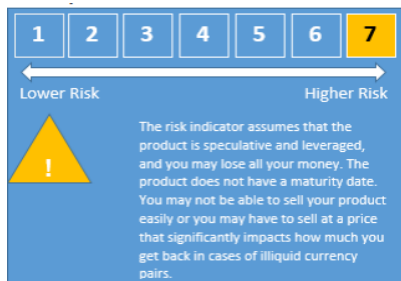 1 2 3 4 5 6 7
Lower Risk Higher Risk
!
The risk indicator assumes that the
product is speculative and leveraged,
and you may lose all your money. The
product does not have a maturity date.
You may not be able to sell your product
easily or you may have to sell at a price
that significantly impacts how much you
get back in cases of illiquid currency
pairs.